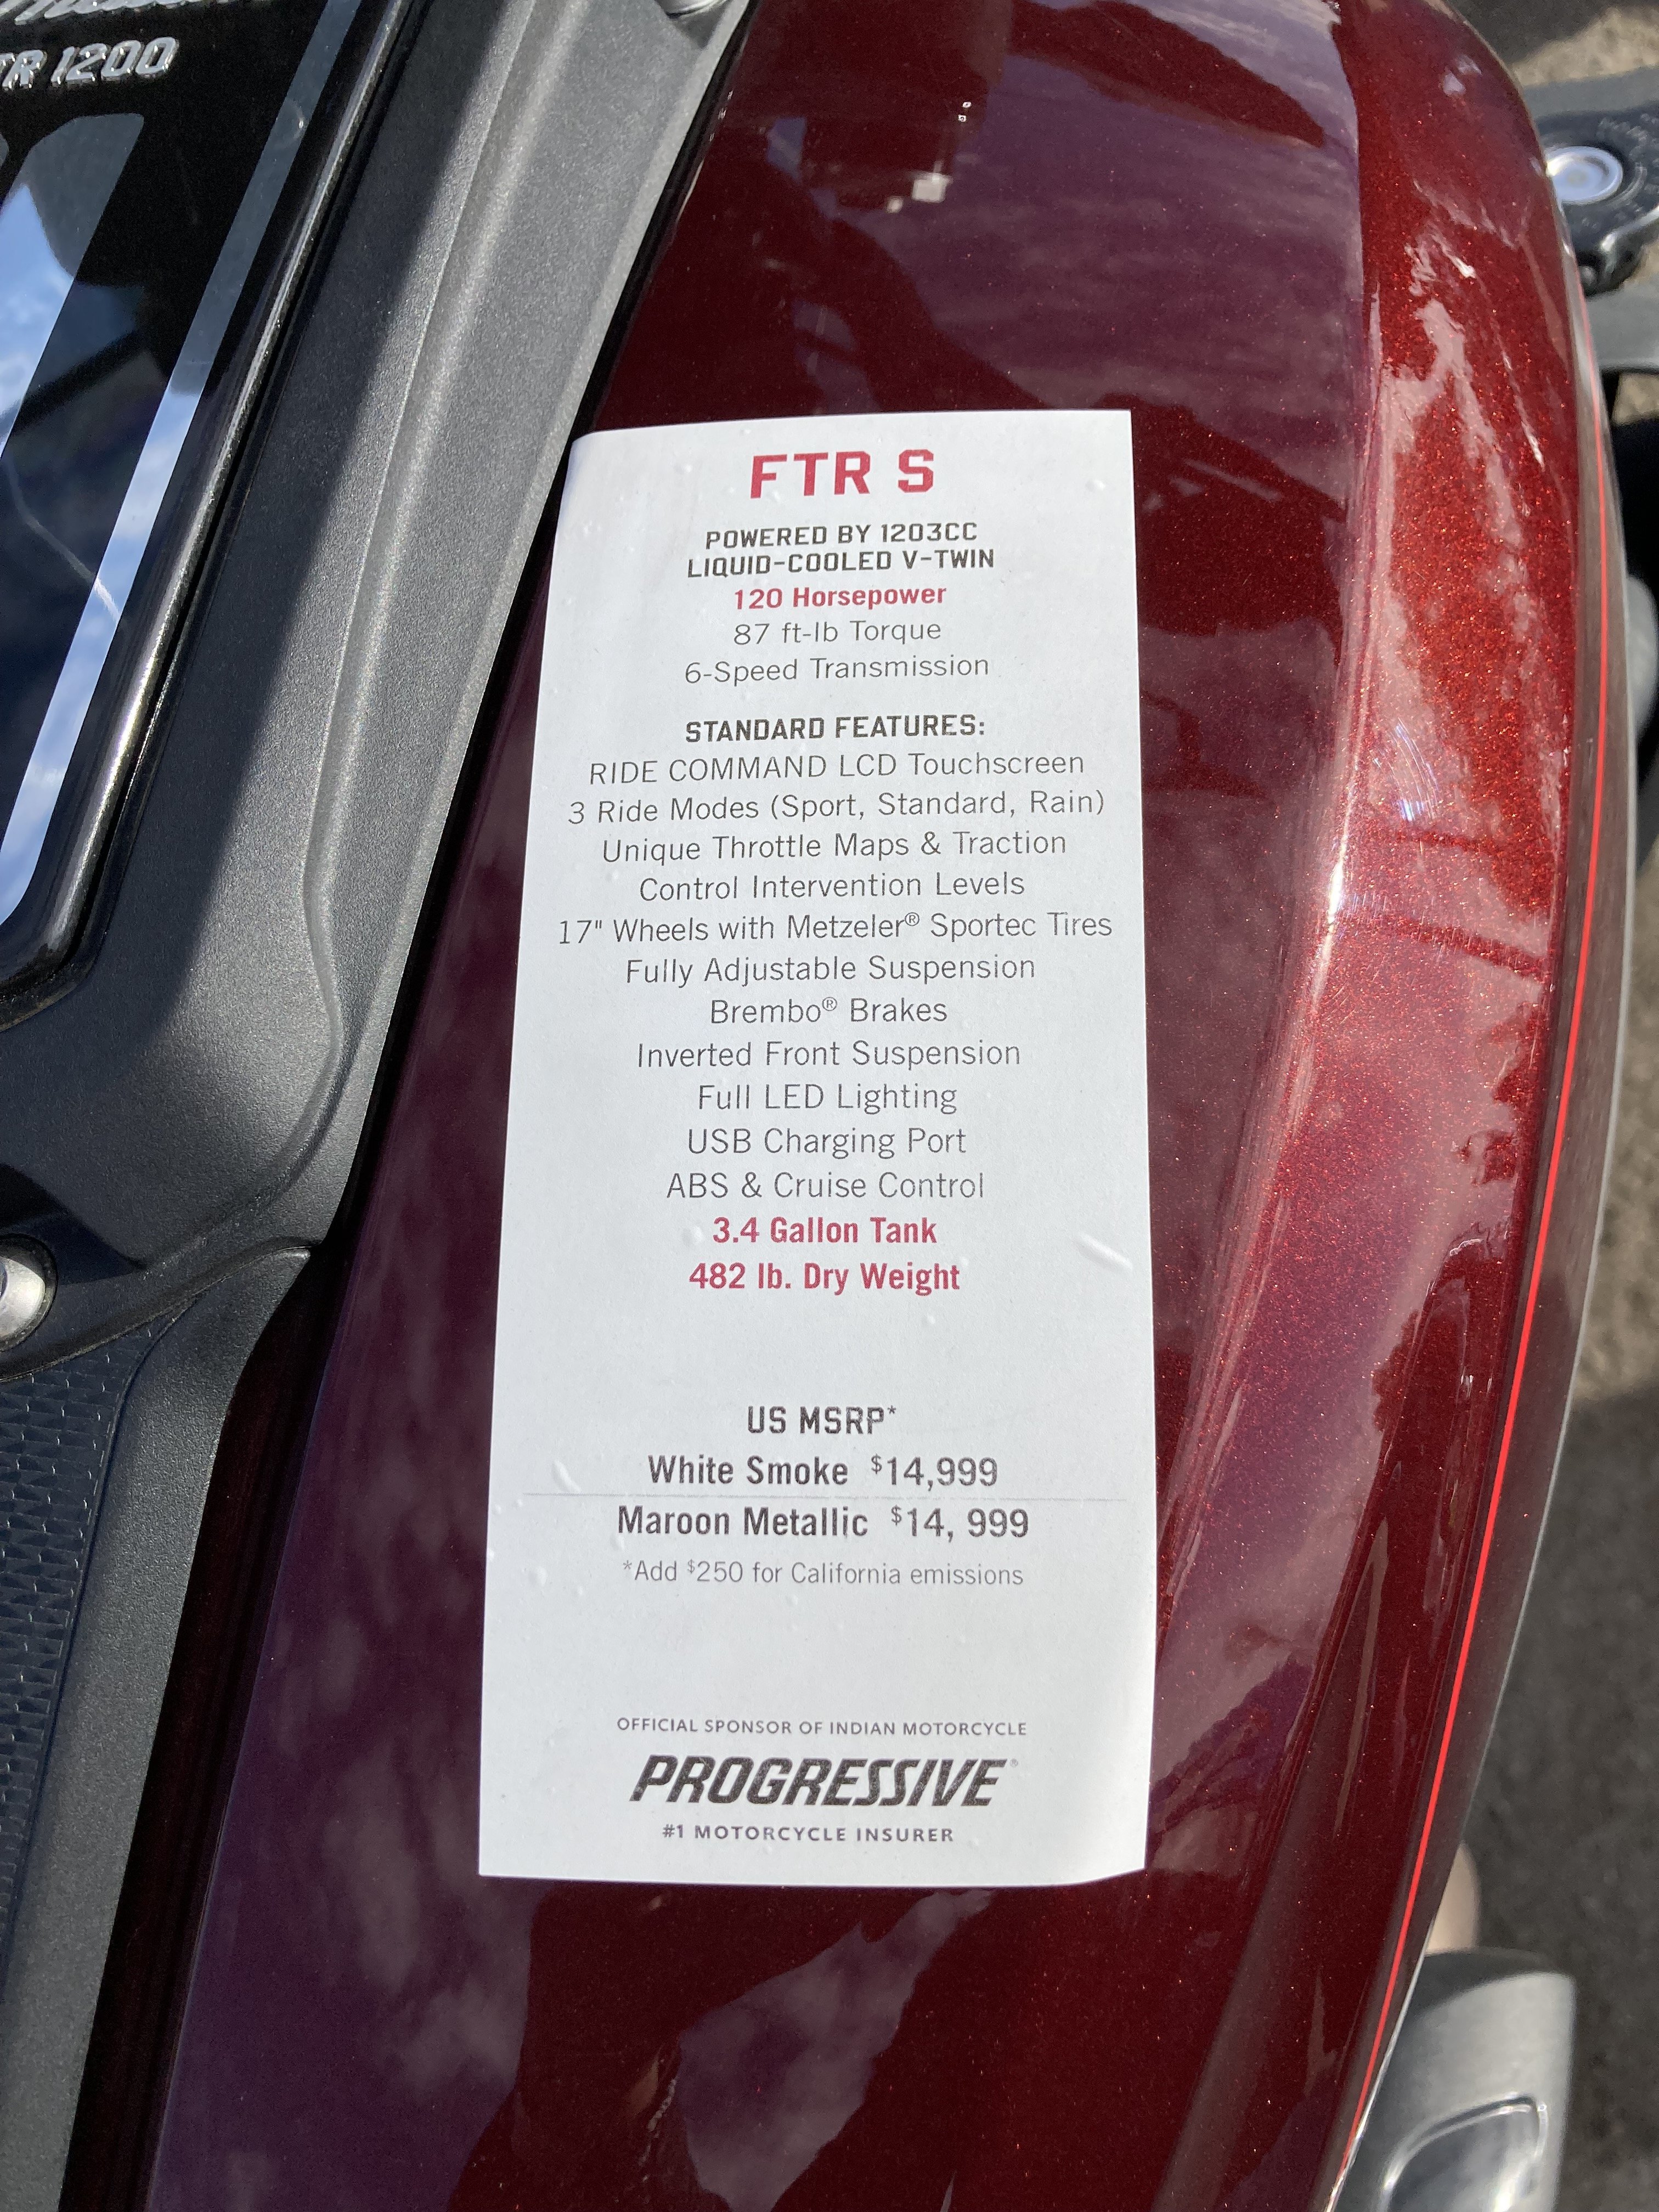 TR 1200
FTR S
POWERED BY 1203CC
LIQUID-COOLED V-TWIN
120 Horsepower
87 ft-lb Torque
6-Speed Transmission
STANDARD FEATURES:
RIDE COMMAND LCD Touchscreen
3 Ride Modes (Sport, Standard, Rain)
Unique Throttle Maps & Traction
Control Intervention Levels
17" Wheels with Metzeler® Sportec Tires
Fully Adjustable Suspension
Brembo® Brakes
Inverted Front Suspension
Full LED Lighting
USB Charging Port
ABS & Cruise Control
3.4 Gallon Tank
482 lb. Dry Weight
US MSRP*
White Smoke $14,999
Maroon Metallic $14, 999
*Add $250 for California emissions
OFFICIAL SPONSOR OF INDIAN MOTORCYCLE
PROGRESSIVE®
#1 MOTORCYCLE INSURER